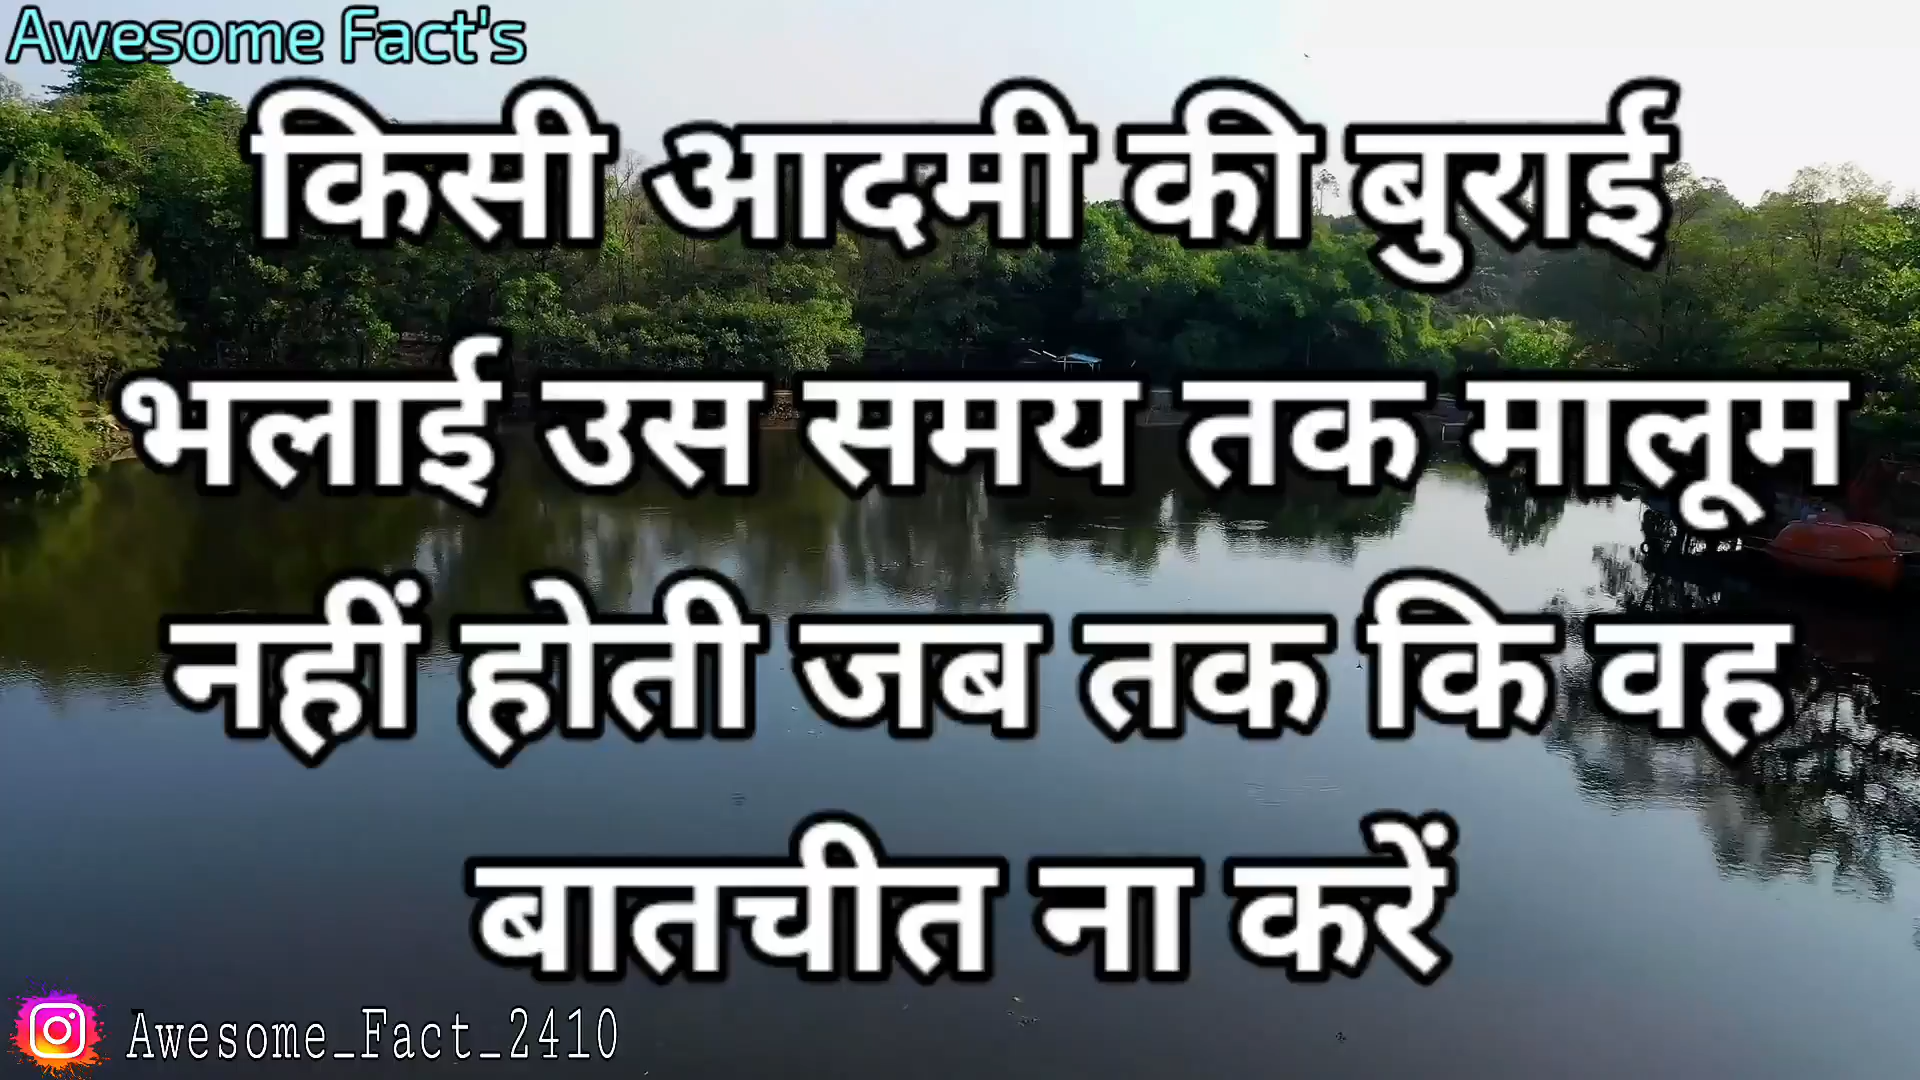 Awesome Fact's
किसी आदमी की बुराई
भलाई उस समय तक मालूम
नहीं होती जब तक कि वह
बातचीत ना करें
Awesome_Fact_2410